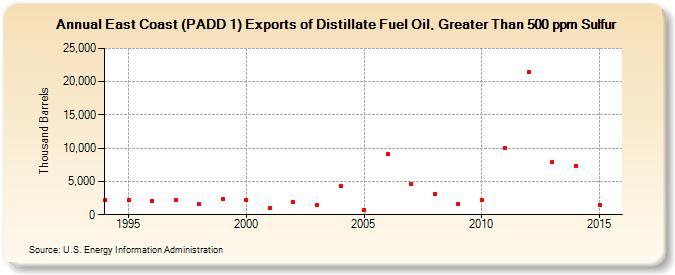 Annual East Coast (PADD 1) Exports of Distillate Fuel Oil, Greater Than 500 ppm Sulfur
Thousand Barrels
25,000
20,000
15,000
10,000
5,000
0
1995 2000 2005 2010 2015
Source: U.S. Energy Information Administration